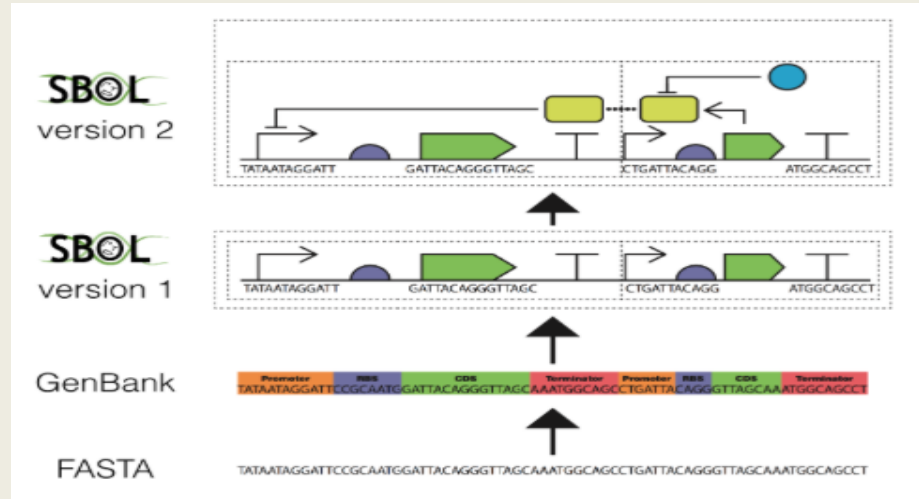 SBOL
version 2
TATAATAGGATT GATTACAGGGTTAGC CTGATTACAGG ATGGCAGCCT
SBOL
version 1
TATAATAGGATT GATTACAGGGTTAGC CTGATTACAGG ATGGCAGCCT
GenBank
Promoter RBS CDS Terminator Promoter RBS CDS Terminator
TATAATAGGATTCCGCAATGGATTACAGGGTTAGCAAATGGCAGCCTGATTACAGGGTTAGCAAATGGCAGCCT
FASTA
TATAATAGGATTCCGCAATGGATTACAGGGTTAGCAAATGGCAGCCTGATTACAGGGTTAGCAAATGGCAGCCT